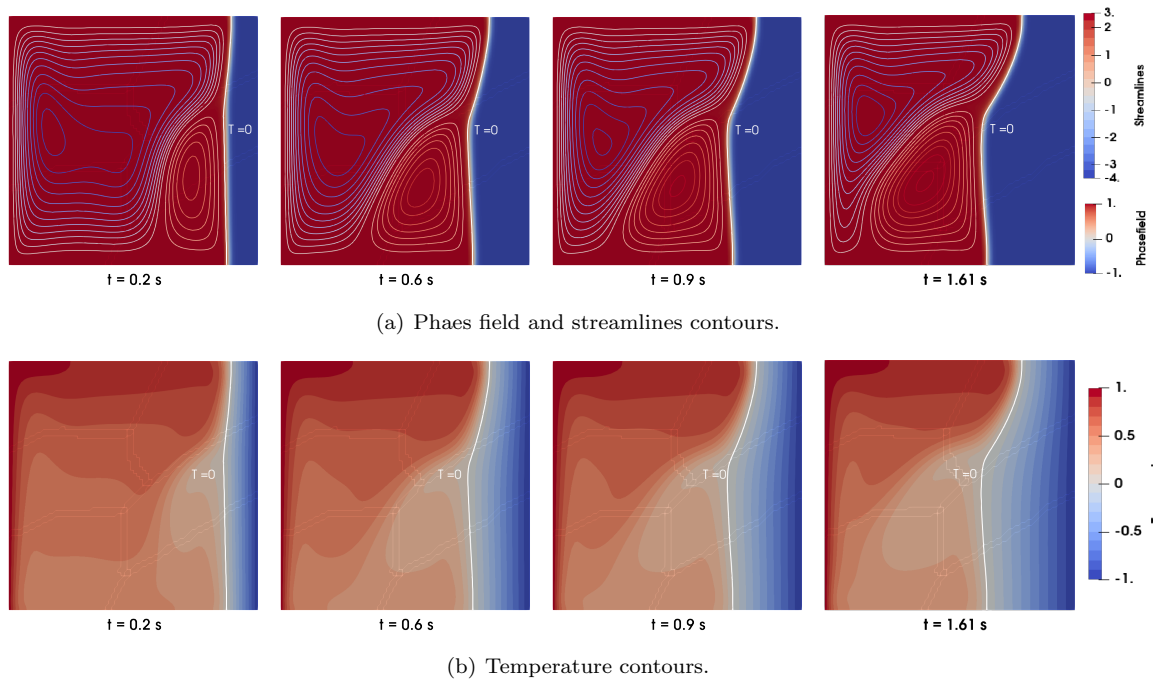 3.
2
1
0
-1
-2
-3
-4.
Streamlines
T =0
T =0
T =0
T =0
1.
0
-1.
Phasefield
t = 0.2 s
t = 0.6 s
t = 0.9 s
t = 1.61 s
(a) Phaes field and streamlines contours.
1.
0.5
0
-0.5
-1.
T =0
T =0
T =0
T =0
t = 0.2 s
t = 0.6 s
t = 0.9 s
t = 1.61 s
(b) Temperature contours.